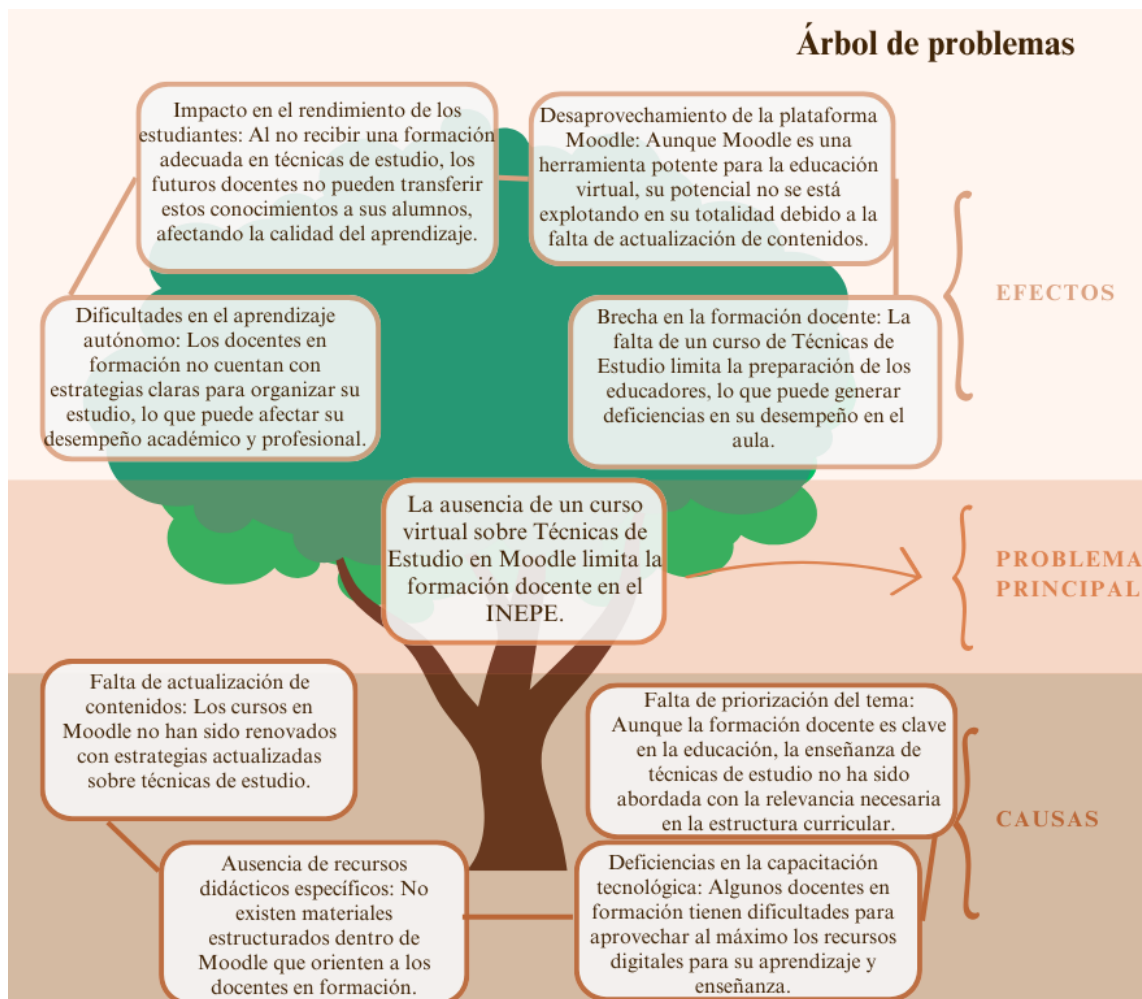 Árbol de problemas
Impacto en el rendimiento de los
estudiantes: Al no recibir una formación
adecuada en técnicas de estudio, los
futuros docentes no pueden transferir
estos conocimientos a sus alumnos,
afectando la calidad del aprendizaje.
Desaprovechamiento de la plataforma
Moodle: Aunque Moodle es una
herramienta potente para la educación
virtual, su potencial no se está
explotando en su totalidad debido a la
falta de actualización de contenidos.
Dificultades en el aprendizaje
autónomo: Los docentes en
formación no cuentan con
estrategias claras para organizar su
estudio, lo que puede afectar su
desempeño académico y profesional.
Brecha en la formación docente: La
falta de un curso de Técnicas de
Estudio limita la preparación de los
educadores, lo que puede generar
deficiencias en su desempeño en el
aula.
EFECTOS
La ausencia de un curso
virtual sobre Técnicas de
Estudio en Moodle limita la
formación docente en el
INEPE.
PROBLEMA
PRINCIPAL
Falta de actualización de
contenidos: Los cursos en
Moodle no han sido renovados
con estrategias actualizadas
sobre técnicas de estudio.
Falta de priorización del tema:
Aunque la formación docente es clave
en la educación, la enseñanza de
técnicas de estudio no ha sido
abordada con la relevancia necesaria
en la estructura curricular.
CAUSAS
Ausencia de recursos
didácticos específicos: No
existen materiales
estructurados dentro de
Moodle que orienten a los
docentes en formación.
Deficiencias en la capacitación
tecnológica: Algunos docentes en
formación tienen dificultades para
aprovechar al máximo los recursos
digitales para su aprendizaje y
enseñanza.